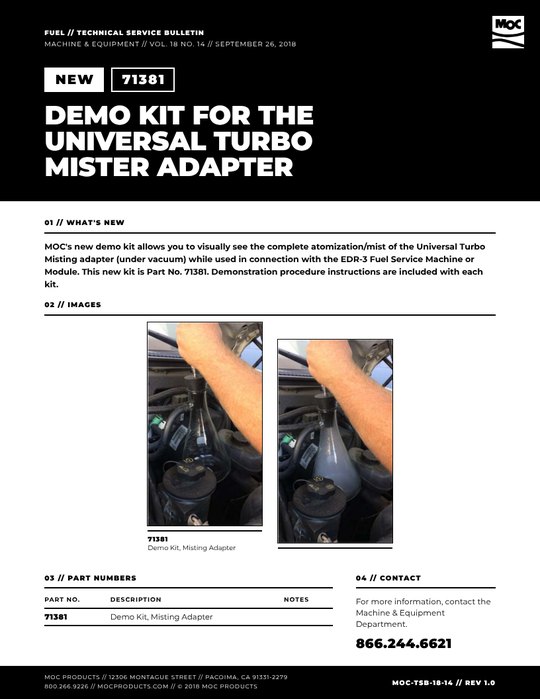 FUEL // TECHNICAL SERVICE BULLETIN
MACHINE & EQUIPMENT // VOL. 18 NO. 14 // SEPTEMBER 26, 2018
MOC
NEW 71381
DEMO KIT FOR THE
UNIVERSAL TURBO
MISTER ADAPTER
01 // WHAT'S NEW
MOC's new demo kit allows you to visually see the complete atomization/mist of the Universal Turbo
Misting adapter (under vacuum) while used in connection with the EDR-3 Fuel Service Machine or
Module. This new kit is Part No. 71381. Demonstration procedure instructions are included with each
kit.
02 // IMAGES
71381
Demo Kit, Misting Adapter
03 // PART NUMBERS
PART NO. DESCRIPTION NOTES
71381 Demo Kit, Misting Adapter
04 // CONTACT
For more information, contact the
Machine & Equipment
Department.
866.244.6621
MOC PRODUCTS // 12306 MONTAGUE STREET // PACOIMA, CA 91331-2279
800.266.9226 // MOCPRODUCTS.COM // © 2018 MOC PRODUCTS
MOC-TSB-18-14 // REV 1.0